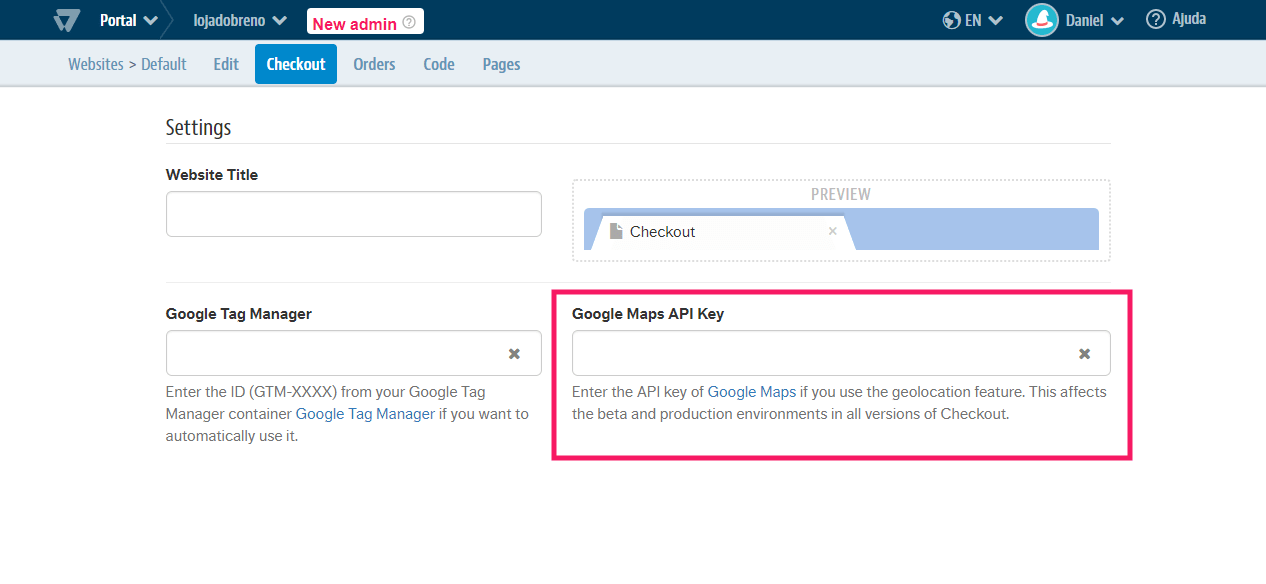 Portal lojadobreno New admin ? EN Daniel ? Ajuda
Websites > Default Edit Checkout Orders Code Pages
Settings
Website Title
PREVIEW
Checkout ×
Google Tag Manager
Google Maps API Key
Enter the ID (GTM-XXXX) from your Google Tag
Manager container Google Tag Manager if you want to
automatically use it.
Enter the API key of Google Maps if you use the geolocation feature. This affects
the beta and production environments in all versions of Checkout.